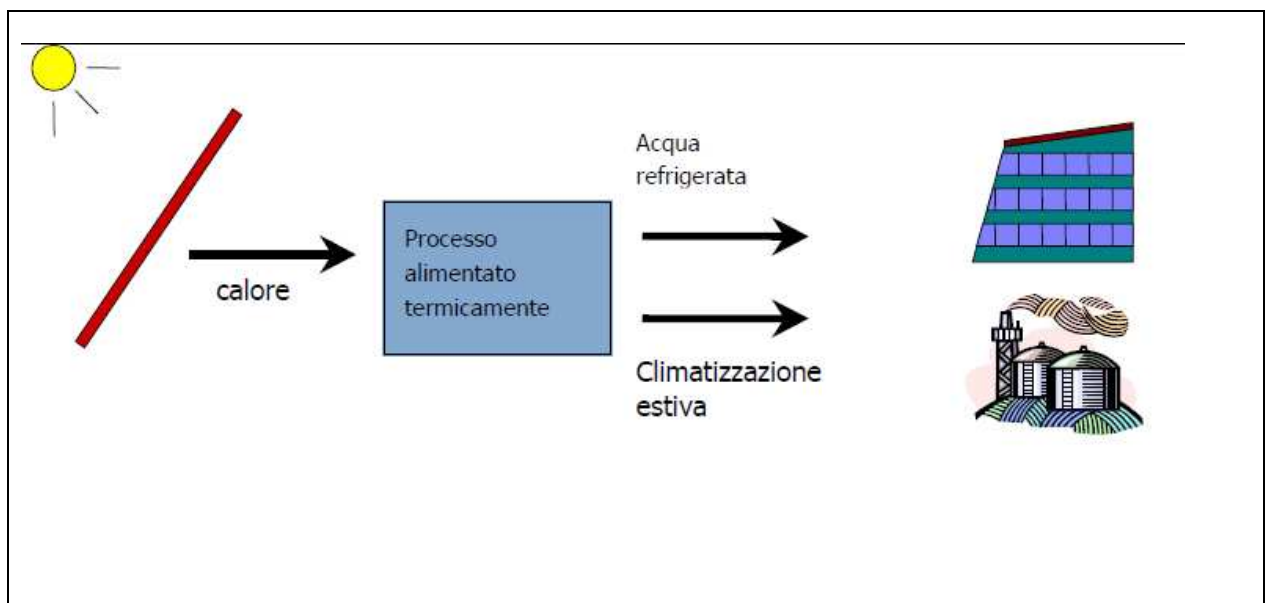 calore
Processo
alimentato
termicamente
Acqua
refrigerata
Climatizzazione
estiva